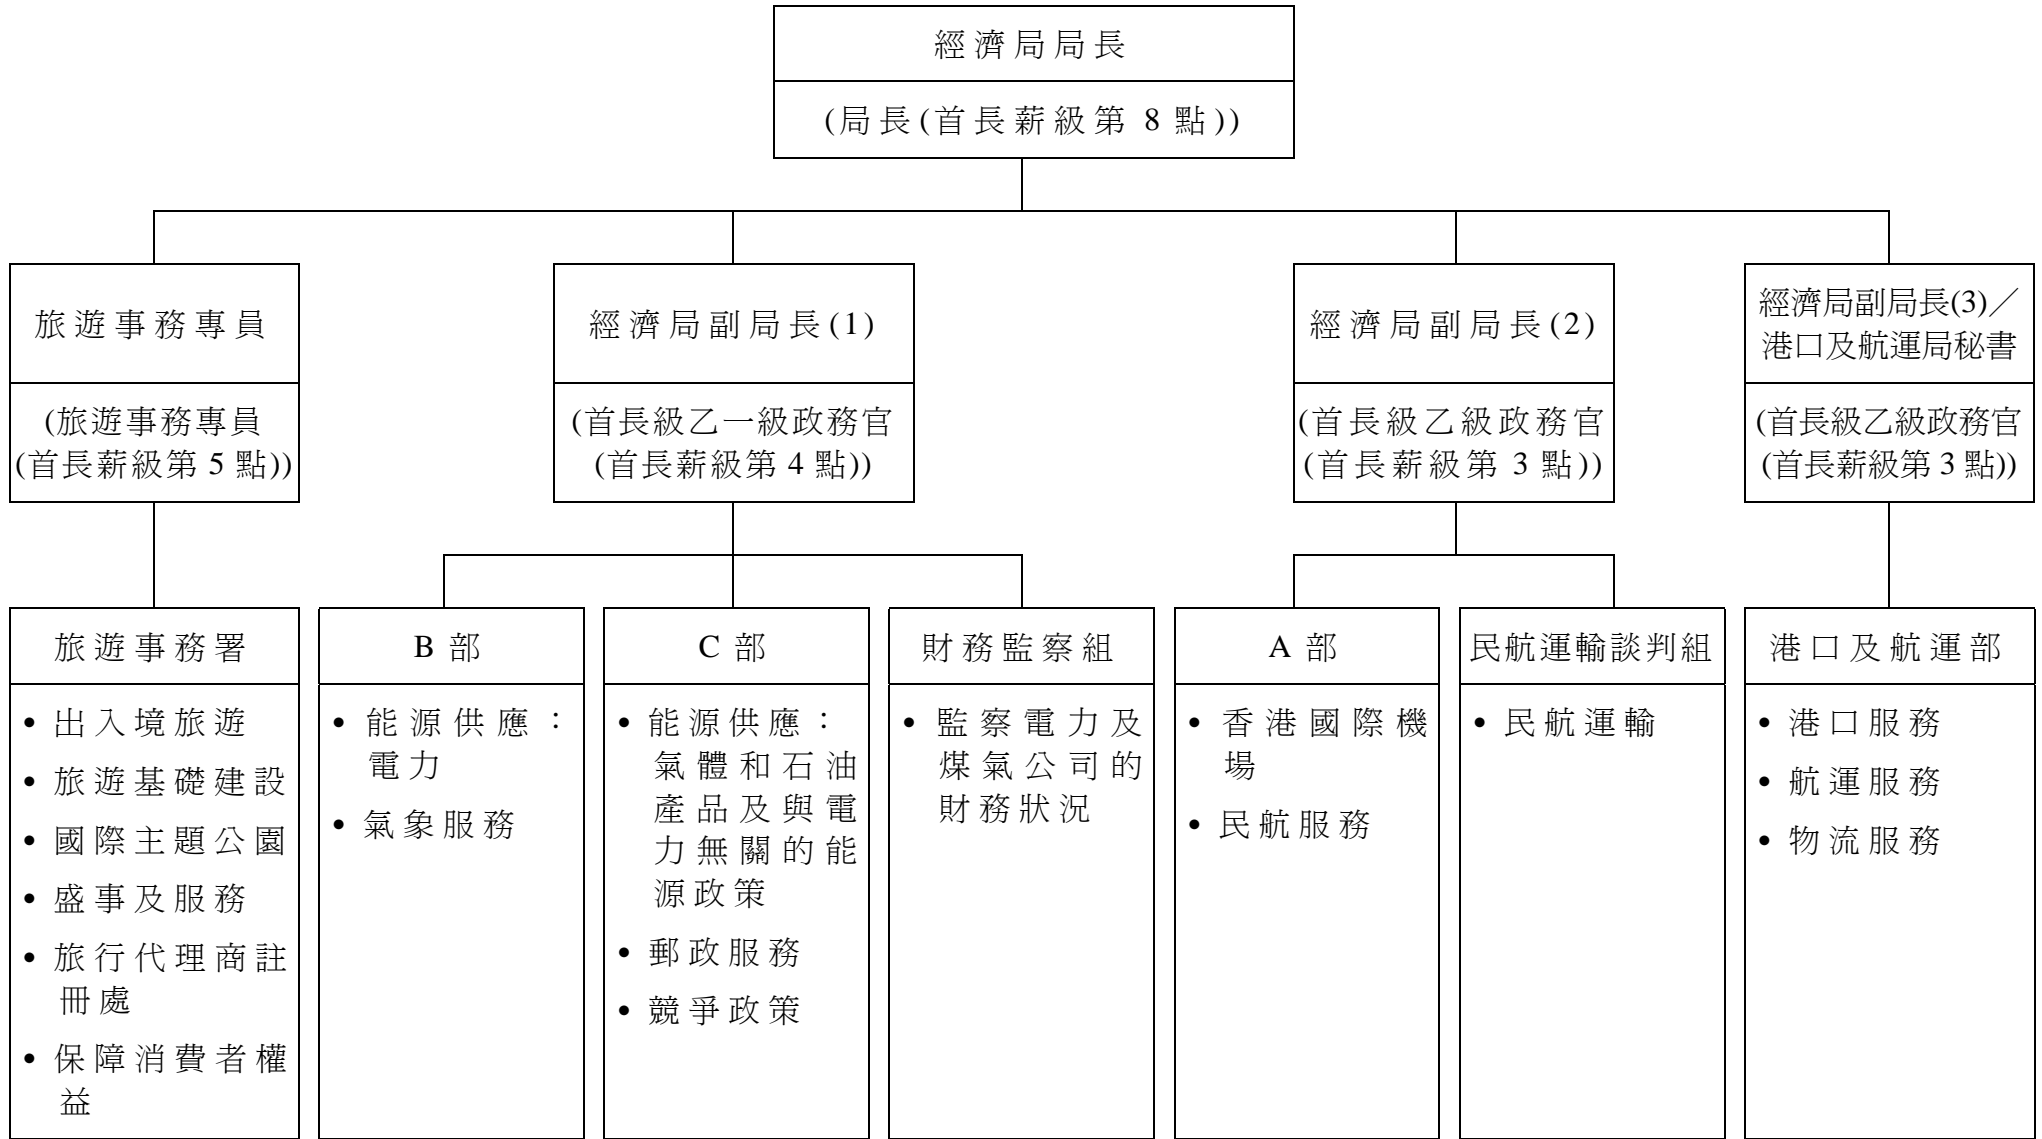 經濟局局長
(局長(首長薪級第 8 點))
旅遊事務專員
(旅遊事務專員
(首長薪級第 5 點))
經濟局副局長(1)
(首長級乙一級政務官
(首長薪級第 4 點))
經濟局副局長(2)
(首長級乙級政務官
(首長薪級第 3 點))
經濟局副局長(3)／
港口及航運局秘書
(首長級乙級政務官
(首長薪級第 3 點))
旅遊事務署
• 出入境旅遊
• 旅遊基礎建設
• 國際主題公園
• 盛事及服務
• 旅行代理商註
冊處
• 保障消費者權
益
B 部
• 能源供應：
電力
• 氣象服務
C 部
• 能源供應：
氣體和石油
產品及與電
力無關的能
源政策
• 郵政服務
• 競爭政策
財務監察組
• 監察電力及
煤氣公司的
財務狀況
A 部
• 香港國際機
場
• 民航服務
民航運輸談判組
• 民航運輸
港口及航運部
• 港口服務
• 航運服務
• 物流服務